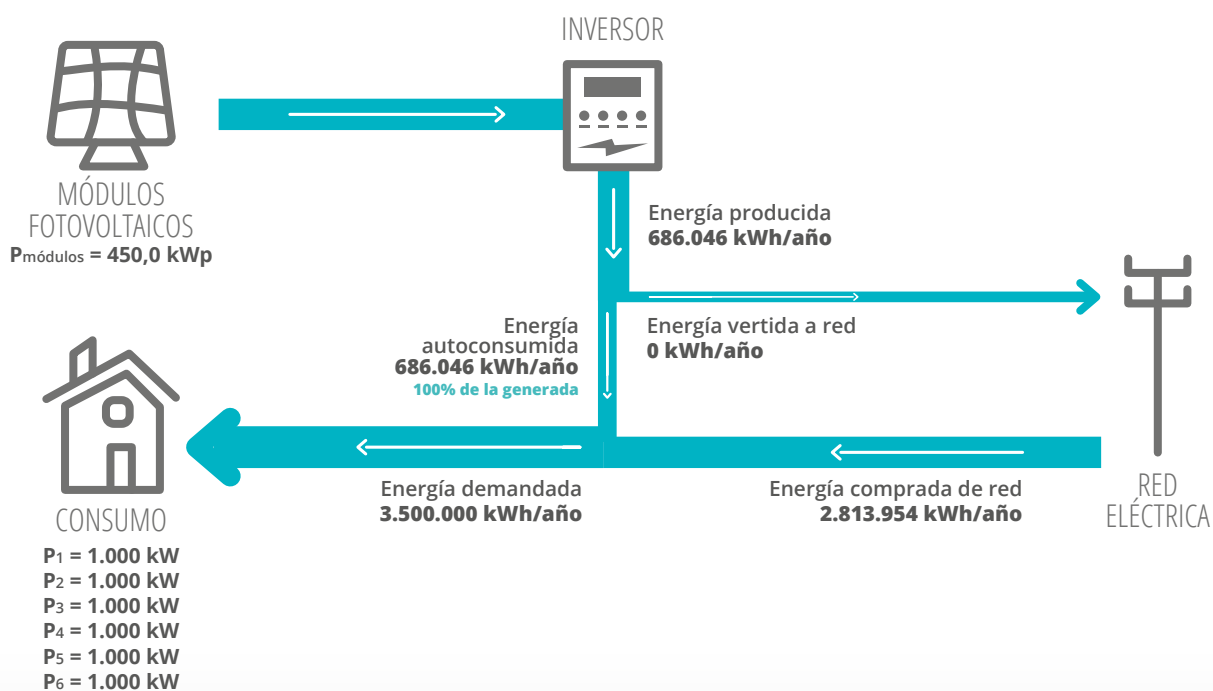 INVERSOR
MÓDULOS
FOTOVOLTAICOS
Pmódulos = 450,0 kWp
Energía producida
686.046 kWh/año
Energía
autoconsumida
686.046 kWh/año
100% de la generada
Energía vertida a red
0 kWh/año
Energía demandada
3.500.000 kWh/año
Energía comprada de red
2.813.954 kWh/año
RED
ELÉCTRICA
CONSUMO
P1 = 1.000 kW
P2 = 1.000 kW
P3 = 1.000 kW
P4 = 1.000 kW
P5 = 1.000 kW
P6 = 1.000 kW